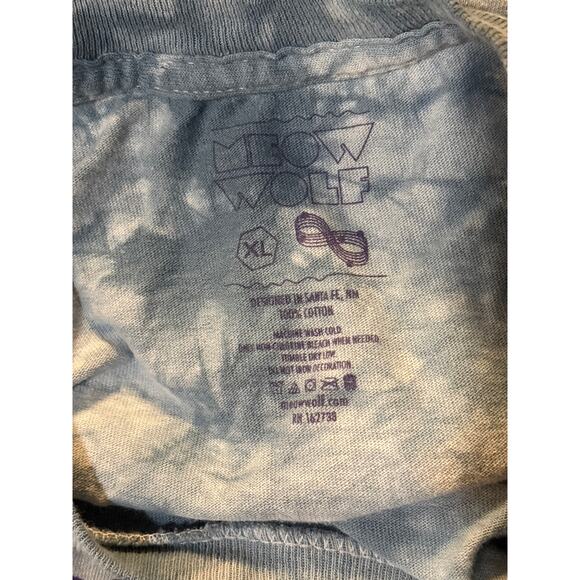 MEOW
WOLF
XL
DESIGNED IN SANTA FE, NM
100% COTTON
MACHINE WASH COLD
ONLY NON-CHLORINE BLEACH WHEN NEEDED
TUMBLE DRY LOW
DO NOT IRON DECORATION
meowwolf.com
RN 162738